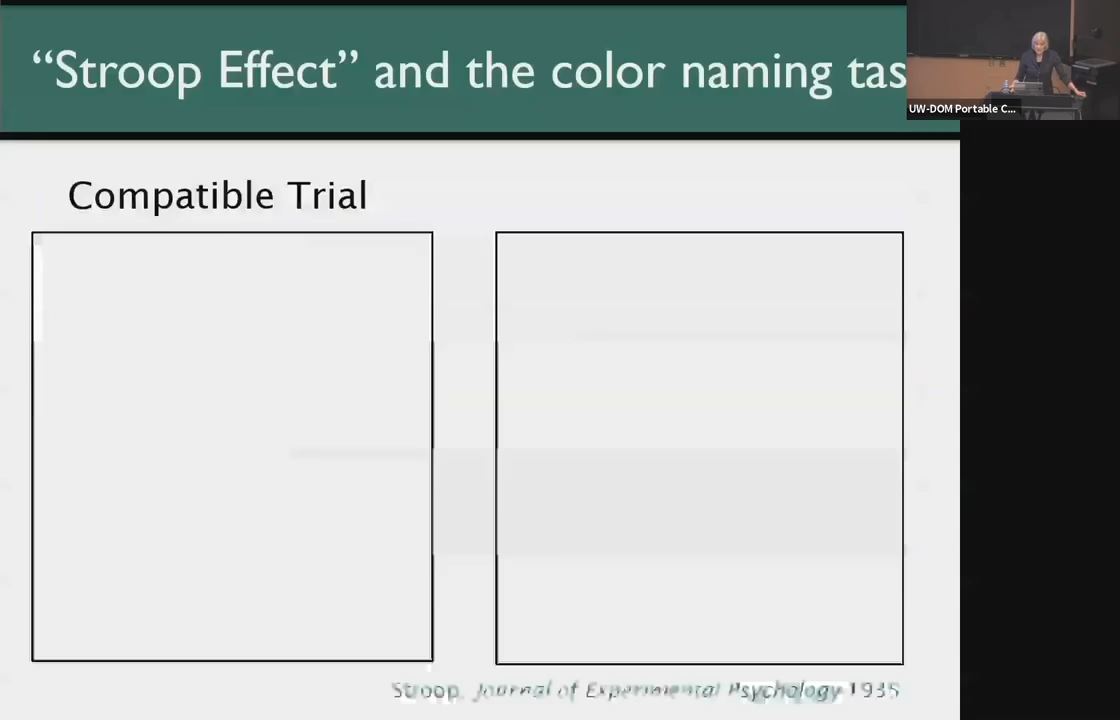 “Stroop Effect” and the color naming tas
UW-DOM Portable C...
Compatible Trial
Stroop, Journal of Experimental Psychology 1935